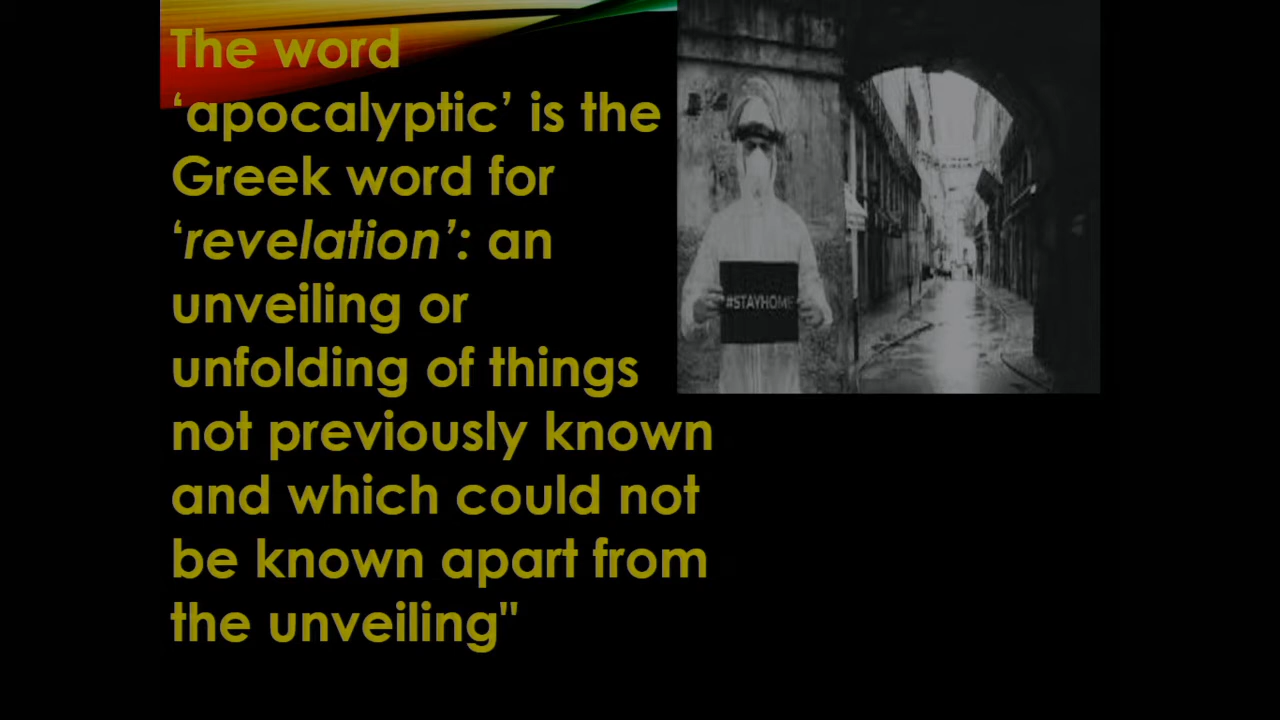 The word
‘apocalyptic’ is the
Greek word for
‘revelation’: an
unveiling or
unfolding of things
not previously known
and which could not
be known apart from
the unveiling"
#STAYHOME